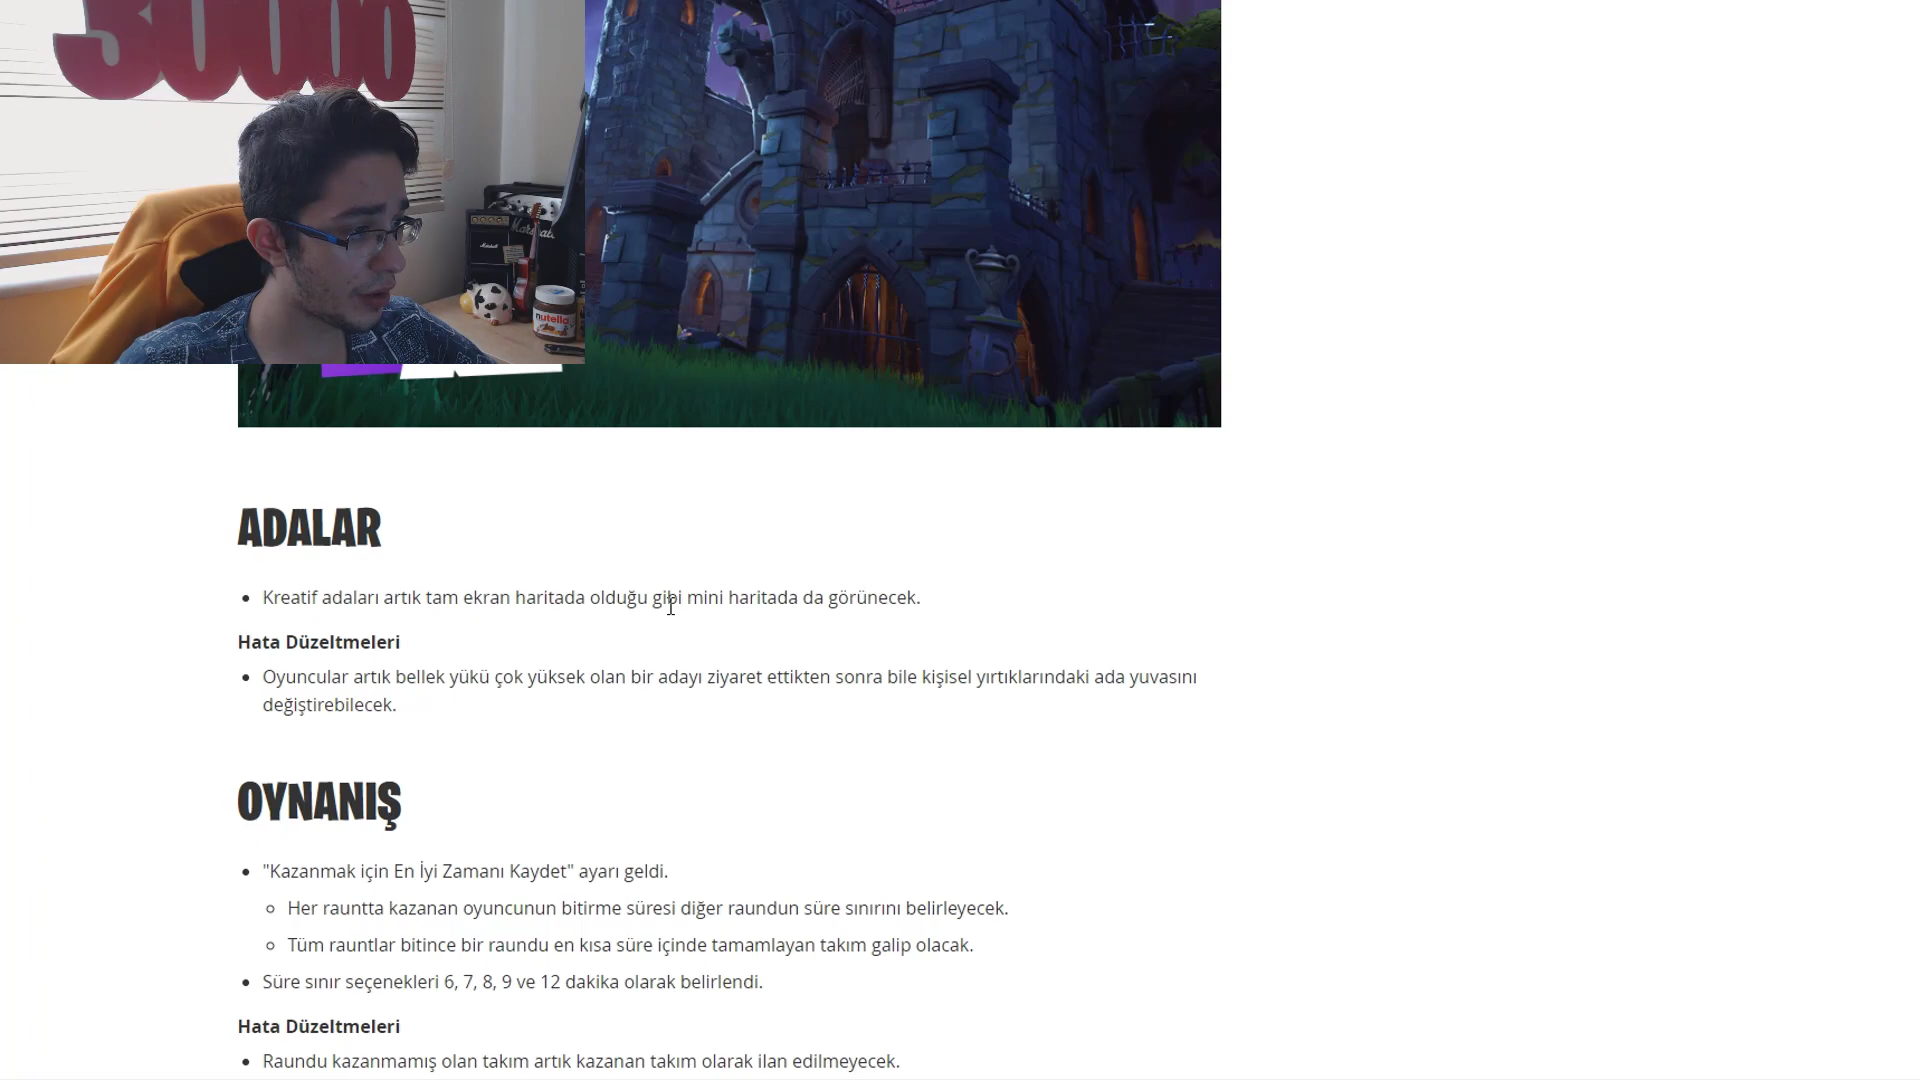 30000
Marshall
Marshall
nutella
ADALAR
• Kreatif adaları artık tam ekran haritada olduğu gibi mini haritada da görünecek.
Hata Düzeltmeleri
• Oyuncular artık bellek yükü çok yüksek olan bir adayı ziyaret ettikten sonra bile kişisel yırtıklarındaki ada yuvasını
değiştirebilecek.
OYNANIŞ
• "Kazanmak için En İyi Zamanı Kaydet" ayarı geldi.
◦ Her rauntta kazanan oyuncunun bitirme süresi diğer raundun süre sınırını belirleyecek.
◦ Tüm rauntlar bitince bir raundu en kısa süre içinde tamamlayan takım galip olacak.
• Süre sınır seçenekleri 6, 7, 8, 9 ve 12 dakika olarak belirlendi.
Hata Düzeltmeleri
• Raundu kazanmamış olan takım artık kazanan takım olarak ilan edilmeyecek.